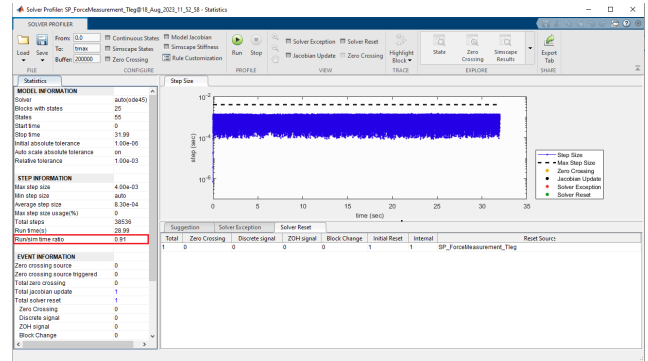 Solver Profiler: SP_ForceMeasurement_Tleg@18_Aug_2023_11_52_58 - Statistics
SOLVER PROFILER
Load Save
From: 0.0
To: tmax
Buffer: 200000
Continuous States
Simscape States
Zero Crossing
Model Jacobian
Simscape Stiffness
Rule Customization
Run Stop
Solver Exception Solver Reset
Jacobian Update Zero Crossing
Highlight Block
State
Zero Crossing
Simscape Results
Export Tab
FILE CONFIGURE PROFILE VIEW TRACE EXPLORE SHARE
Statistics
MODEL INFORMATION
Solver auto(ode45)
Blocks with states 25
States 55
Start time 0
Stop time 31.99
Initial absolute tolerance 1.00e-06
Auto scale absolute tolerance on
Relative tolerance 1.00e-03
STEP INFORMATION
Max step size 4.00e-03
Min step size auto
Average step size 8.30e-04
Max step size usage(%) 0
Total steps 38536
Run time(s) 28.99
Run/sim time ratio 0.91
EVENT INFORMATION
Zero crossing source 0
Zero crossing source triggered 0
Total zero crossing 0
Total jacobian update 1
Total solver reset 1
Zero Crossing 0
Discrete signal 0
ZOH signal 0
Block Change 0
Step Size
step (sec)
10-2
10-4
10-6
0 5 10 15 20 25 30 35
time (sec)
Step Size
Max Step Size
Zero Crossing
Jacobian Update
Solver Exception
Solver Reset
Suggestion Solver Exception Solver Reset
Total Zero Crossing Discrete signal ZOH signal Block Change Initial Reset Internal Reset Source
1 0 0 0 0 1 1 SP_ForceMeasurement_Tleg